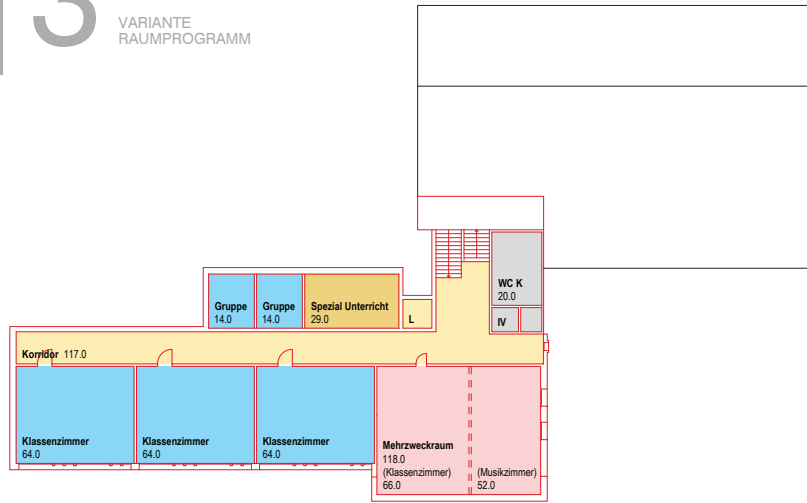 3
VARIANTE
RAUMPROGRAMM
WC K
20.0
IV
Gruppe
14.0
Gruppe
14.0
Spezial Unterricht
29.0
L
Korridor 117.0
Klassenzimmer
64.0
Klassenzimmer
64.0
Klassenzimmer
64.0
Mehrzweckraum
118.0
(Klassenzimmer)
66.0
(Musikzimmer)
52.0